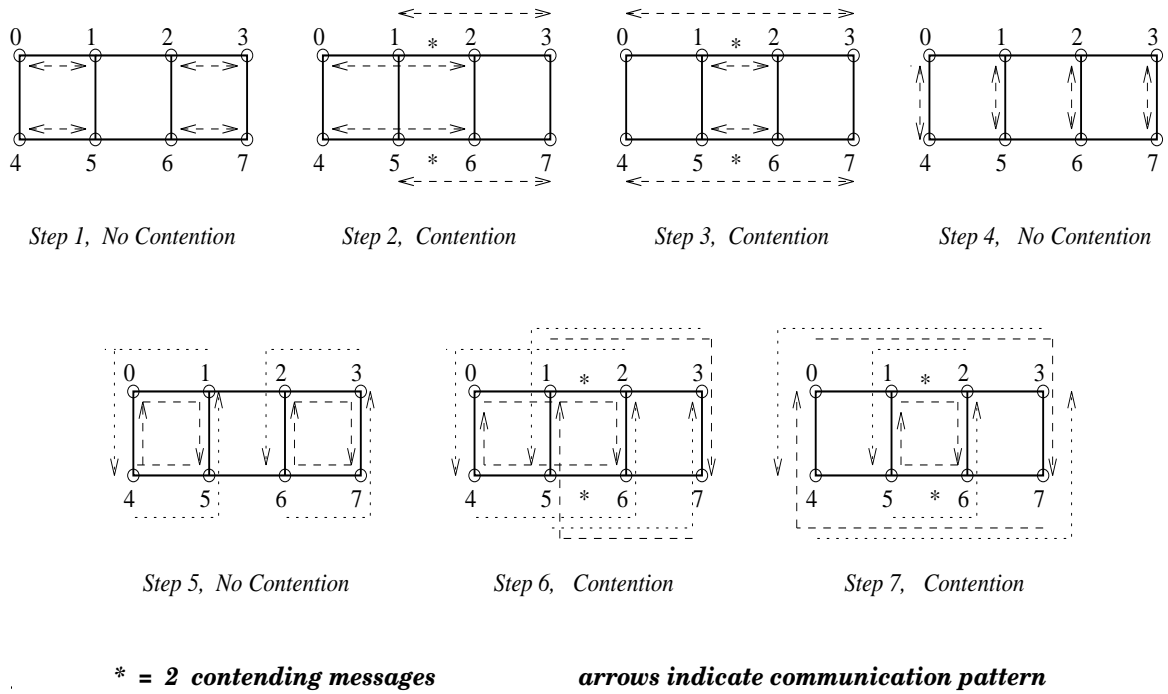 0 1 2 3
0 1 2 3
0 1 2 3
0 1 2 3
*
*
4 5 6 7
4 5 * 6 7
4 5 * 6 7
4 5 6 7
Step 1, No Contention
Step 2, Contention
Step 3, Contention
Step 4, No Contention
0 1 2 3
0 1 * 2 3
0 1 * 2 3
4 5 6 7
4 5 * 6 7
4 5 * 6 7
Step 5, No Contention
Step 6, Contention
Step 7, Contention
* = 2 contending messages
arrows indicate communication pattern